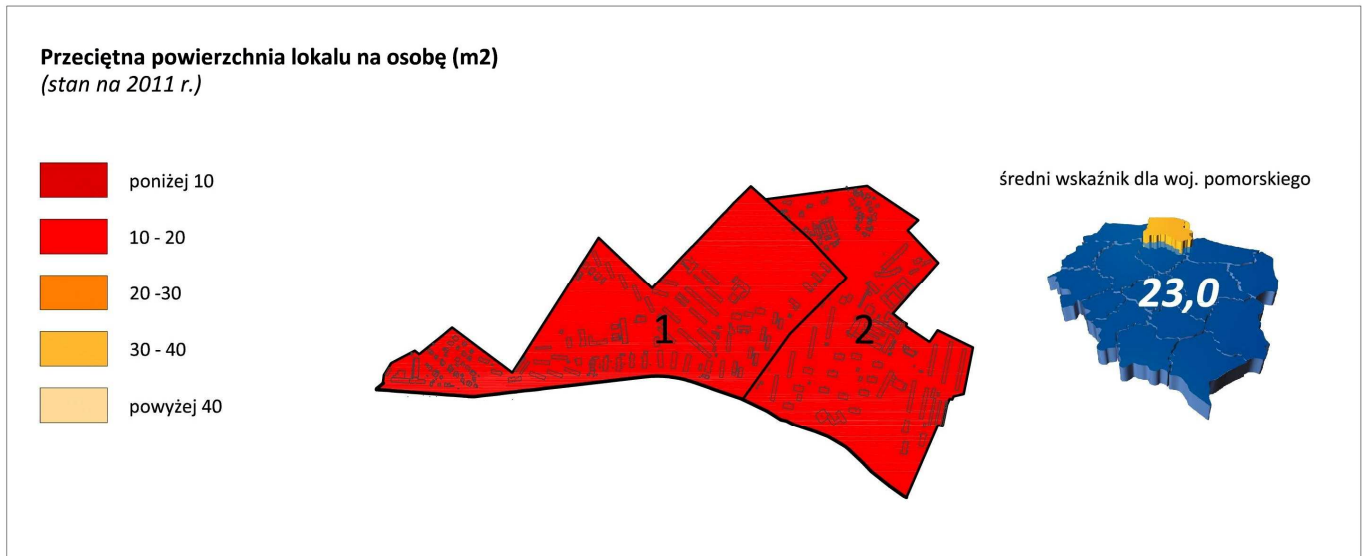 Przeciętna powierzchnia lokalu na osobę (m2)
(stan na 2011 r.)
poniżej 10
10 - 20
20 -30
30 - 40
powyżej 40
1
2
średni wskaźnik dla woj. pomorskiego
23,0